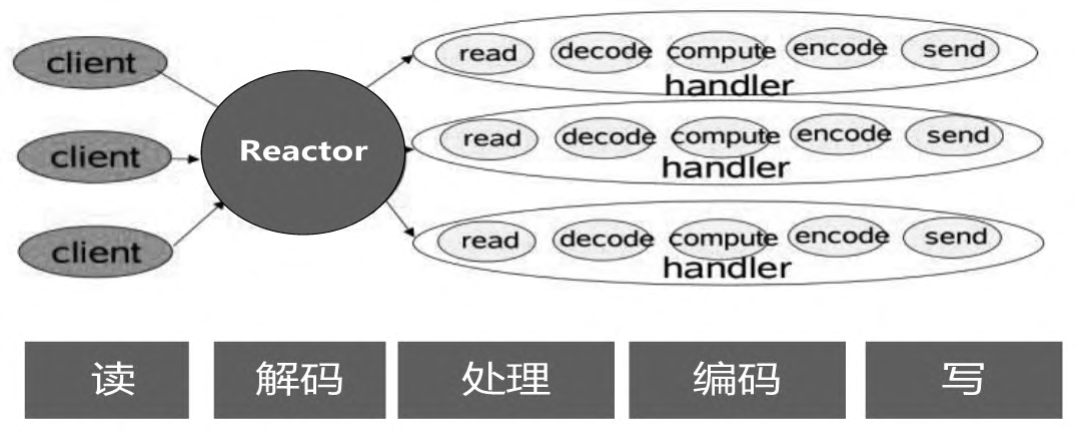 client
client
client
Reactor
read decode compute encode send
handler
read decode compute encode send
handler
read decode compute encode send
handler
读 解码 处理 编码 写